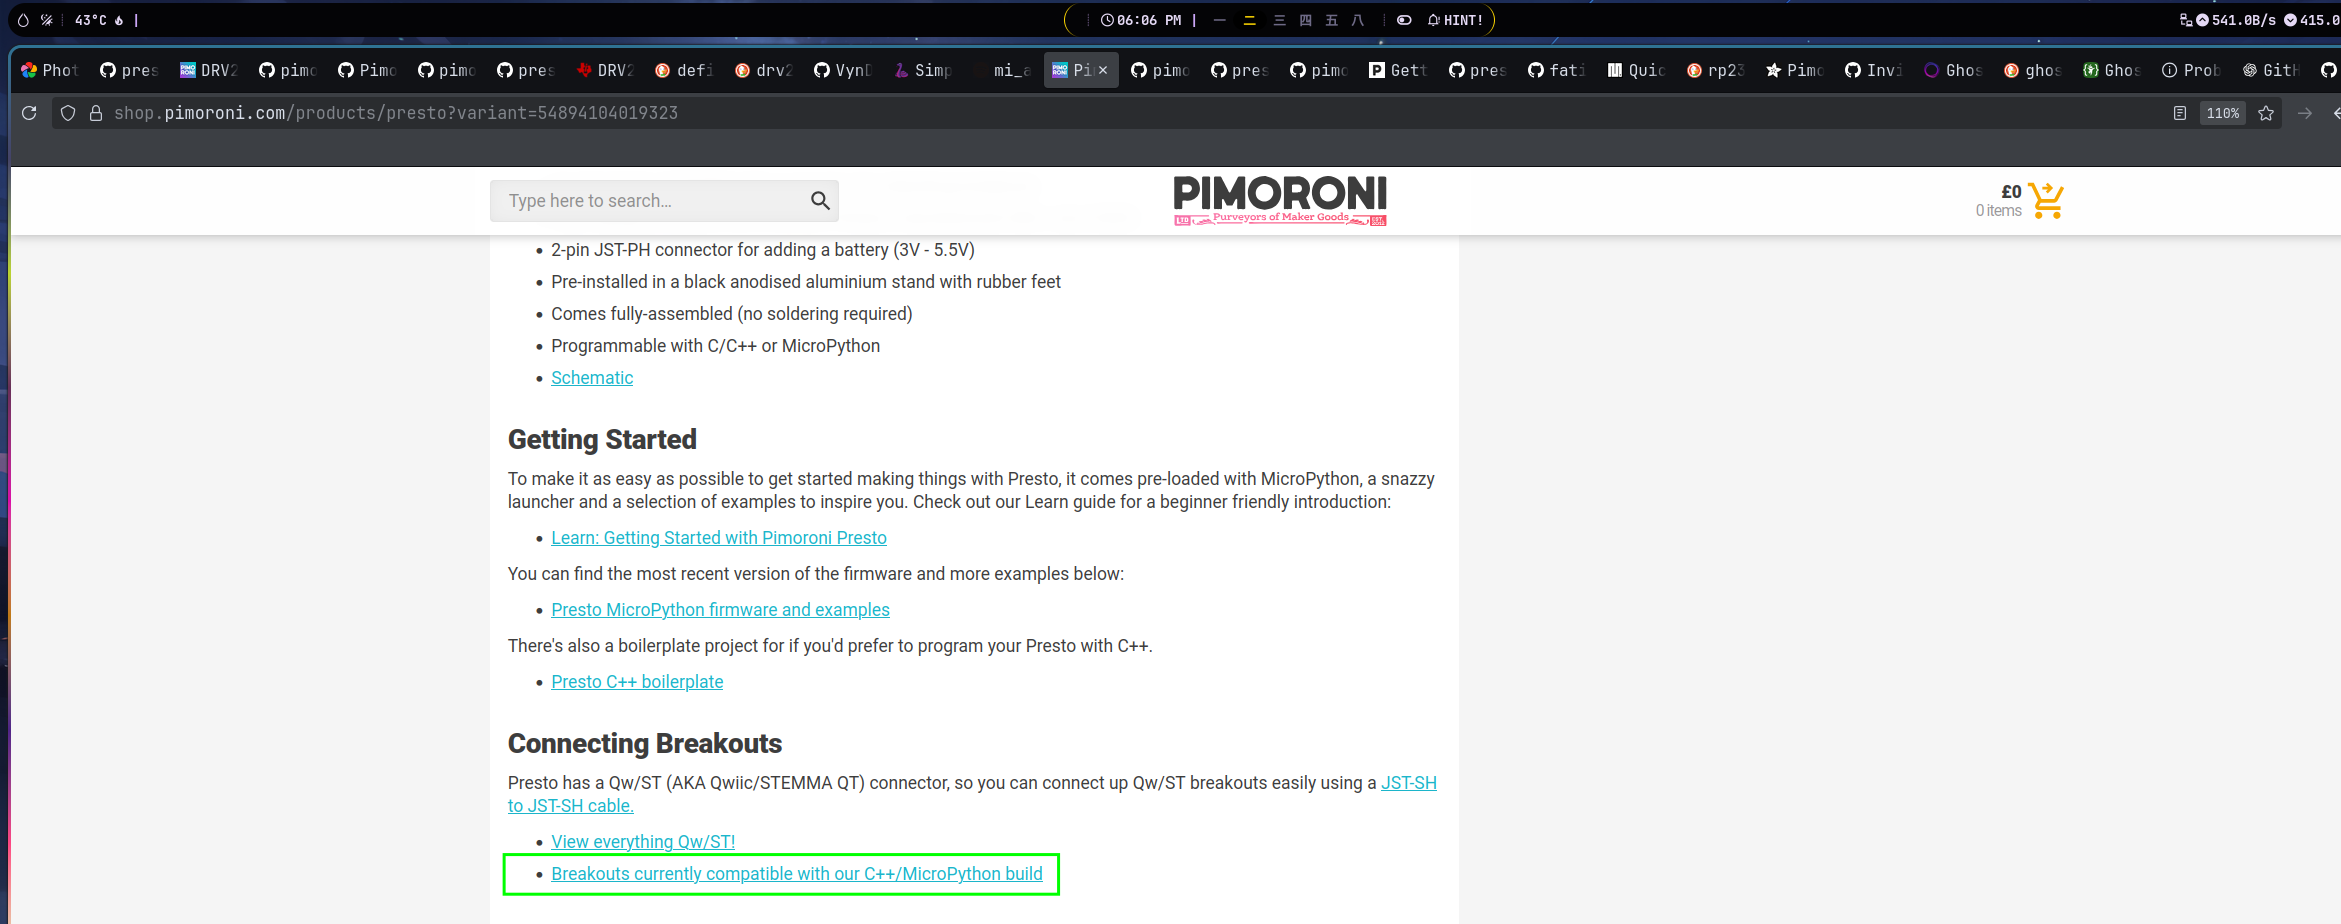 43°C
06:06 PM
一 二 三 四 五 八
HINT!
541.0B/s
415.0
Phot
pres
DRV2
pimo
Pimo
pimo
pres
DRV2
defi
drv2
VynD
Simp
mi_a
Pi
pimo
pres
pimo
Gett
pres
fati
Quic
rp23
Pimo
Invi
Ghos
ghos
Ghos
Prob
GitH
shop.pimoroni.com/products/presto?variant=54894104019323
110%
Type here to search...
PIMORONI
LTD Purveyors of Maker Goods
£0
0 items
• 2-pin JST-PH connector for adding a battery (3V - 5.5V)
• Pre-installed in a black anodised aluminium stand with rubber feet
• Comes fully-assembled (no soldering required)
• Programmable with C/C++ or MicroPython
• Schematic
Getting Started
To make it as easy as possible to get started making things with Presto, it comes pre-loaded with MicroPython, a snazzy
launcher and a selection of examples to inspire you. Check out our Learn guide for a beginner friendly introduction:
• Learn: Getting Started with Pimoroni Presto
You can find the most recent version of the firmware and more examples below:
• Presto MicroPython firmware and examples
There's also a boilerplate project for if you'd prefer to program your Presto with C++.
• Presto C++ boilerplate
Connecting Breakouts
Presto has a Qw/ST (AKA Qwiic/STEMMA QT) connector, so you can connect up Qw/ST breakouts easily using a JST-SH
to JST-SH cable.
• View everything Qw/ST!
• Breakouts currently compatible with our C++/MicroPython build